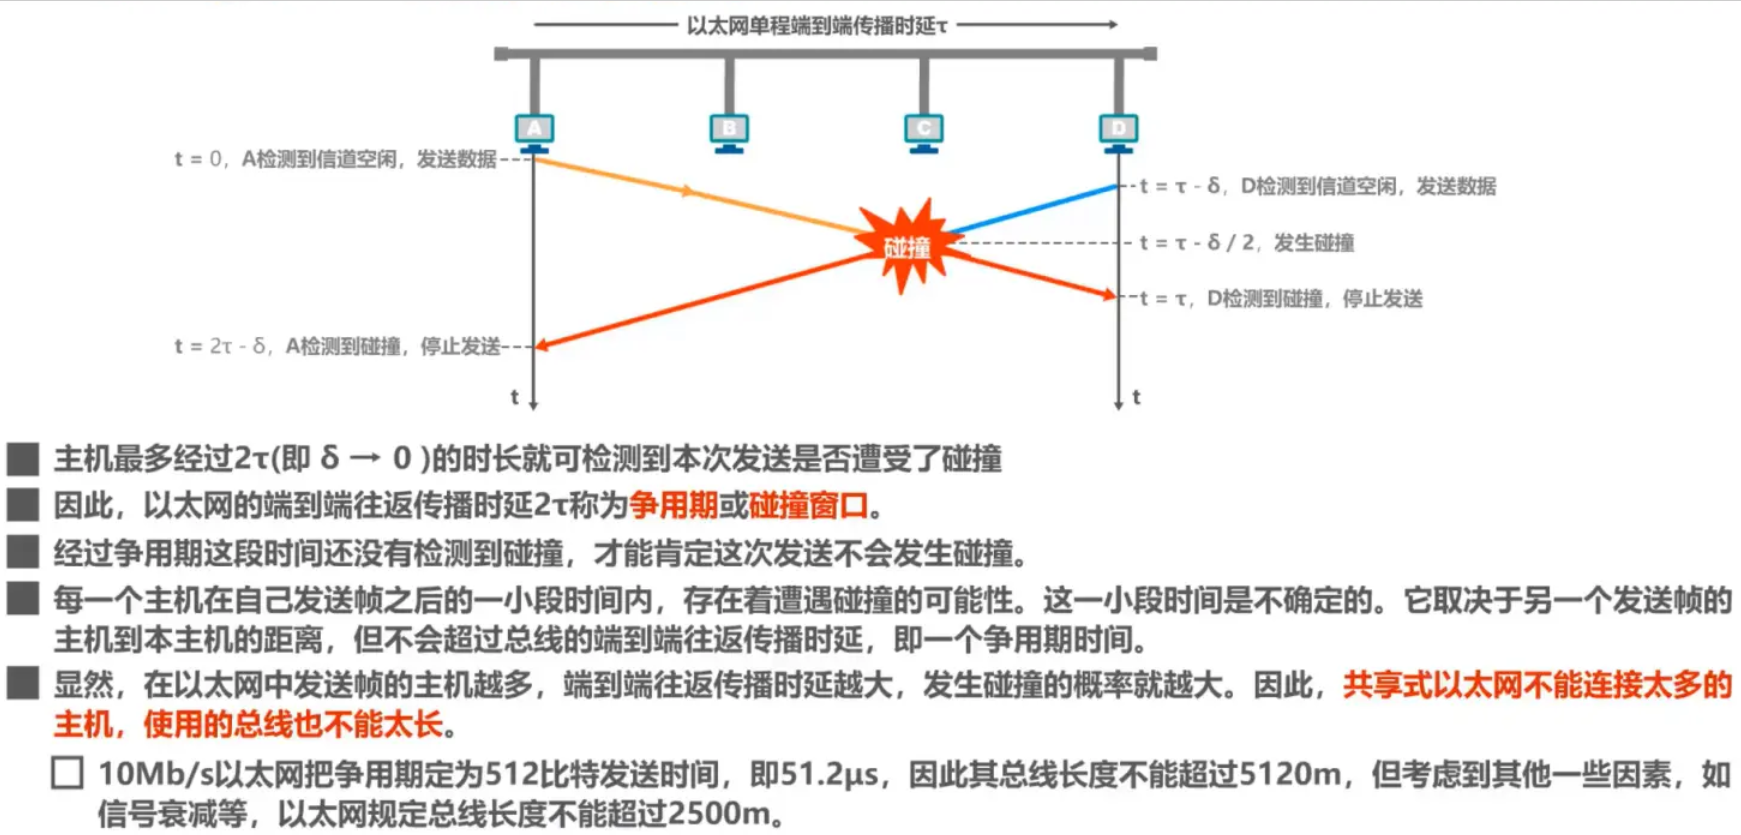 以太网单程端到端传播时延τ
A
B
C
D
t = 0，A检测到信道空闲，发送数据
t = τ - δ，D检测到信道空闲，发送数据
碰撞
t = τ - δ / 2，发生碰撞
t = τ，D检测到碰撞，停止发送
t = 2τ - δ，A检测到碰撞，停止发送
t
t
主机最多经过2τ(即 δ → 0 )的时长就可检测到本次发送是否遭受了碰撞
因此，以太网的端到端往返传播时延2τ称为争用期或碰撞窗口。
经过争用期这段时间还没有检测到碰撞，才能肯定这次发送不会发生碰撞。
每一个主机在自己发送帧之后的一小段时间内，存在着遭遇碰撞的可能性。这一小段时间是不确定的。它取决于另一个发送帧的
主机到本主机的距离，但不会超过总线的端到端往返传播时延，即一个争用期时间。
显然，在以太网中发送帧的主机越多，端到端往返传播时延越大，发生碰撞的概率就越大。因此，共享式以太网不能连接太多的
主机，使用的总线也不能太长。
10Mb/s以太网把争用期定为512比特发送时间，即51.2μs，因此其总线长度不能超过5120m，但考虑到其他一些因素，如
信号衰减等，以太网规定总线长度不能超过2500m。